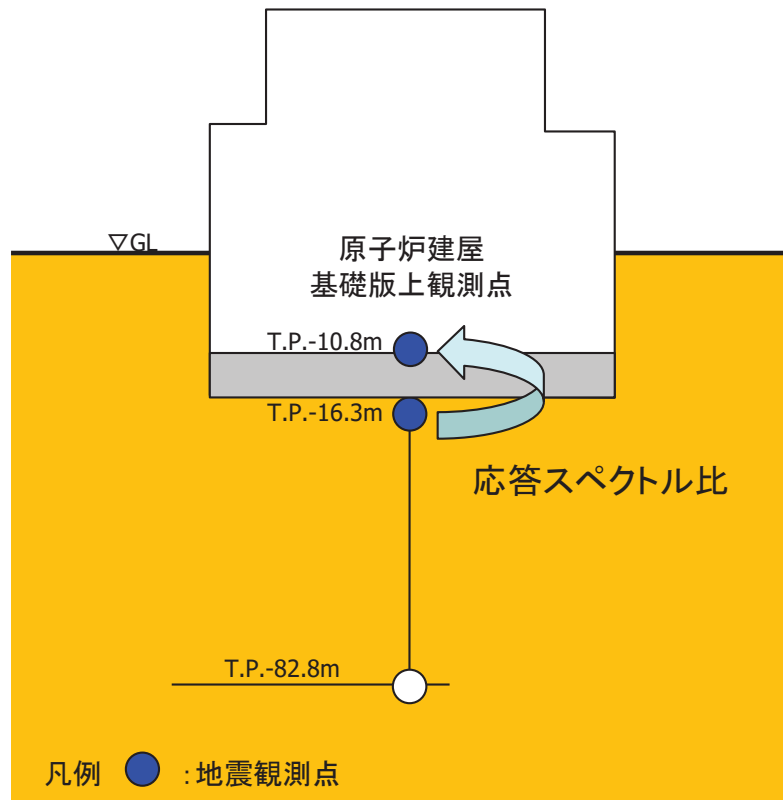 ▽GL
原子炉建屋
基礎版上観測点
T.P.-10.8m
T.P.-16.3m
応答スペクトル比
T.P.-82.8m
凡例 ：地震観測点